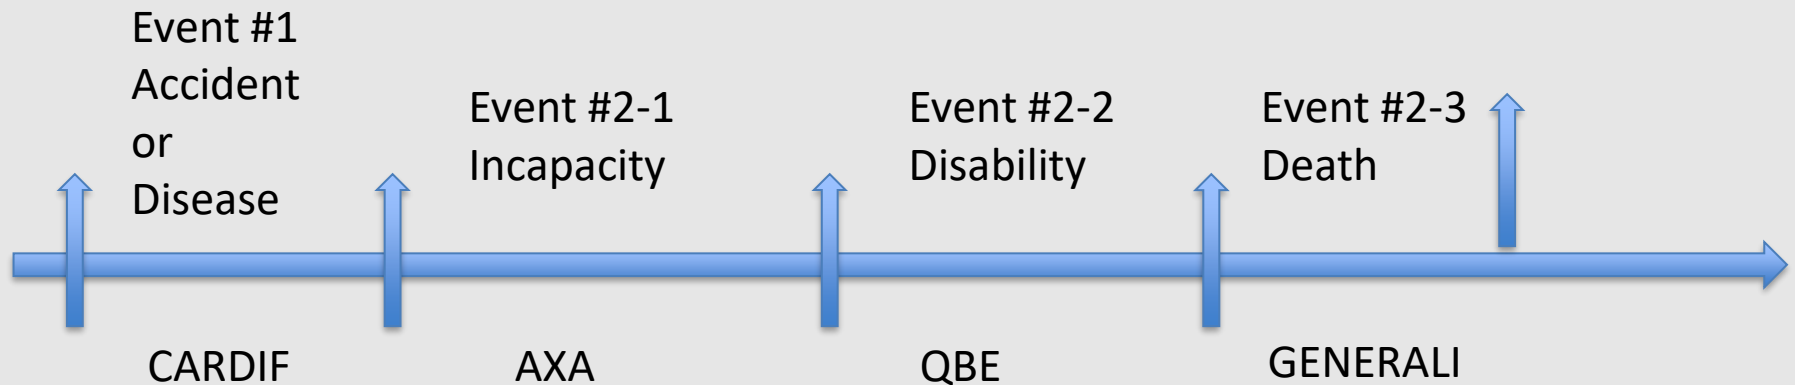 Event #1
Accident
or
Disease
Event #2-1
Incapacity
Event #2-2
Disability
Event #2-3
Death
CARDIF
AXA
QBE
GENERALI